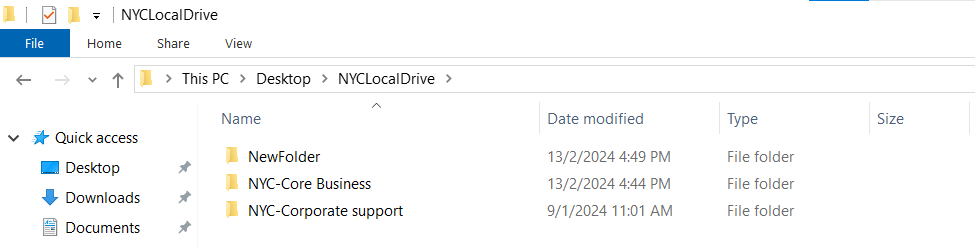 NYCLocalDrive
File Home Share View
This PC Desktop NYCLocalDrive
Name Date modified Type Size
Quick access
NewFolder 13/2/2024 4:49 PM File folder
Desktop
NYC-Core Business 13/2/2024 4:44 PM File folder
Downloads
NYC-Corporate support 9/1/2024 11:01 AM File folder
Documents